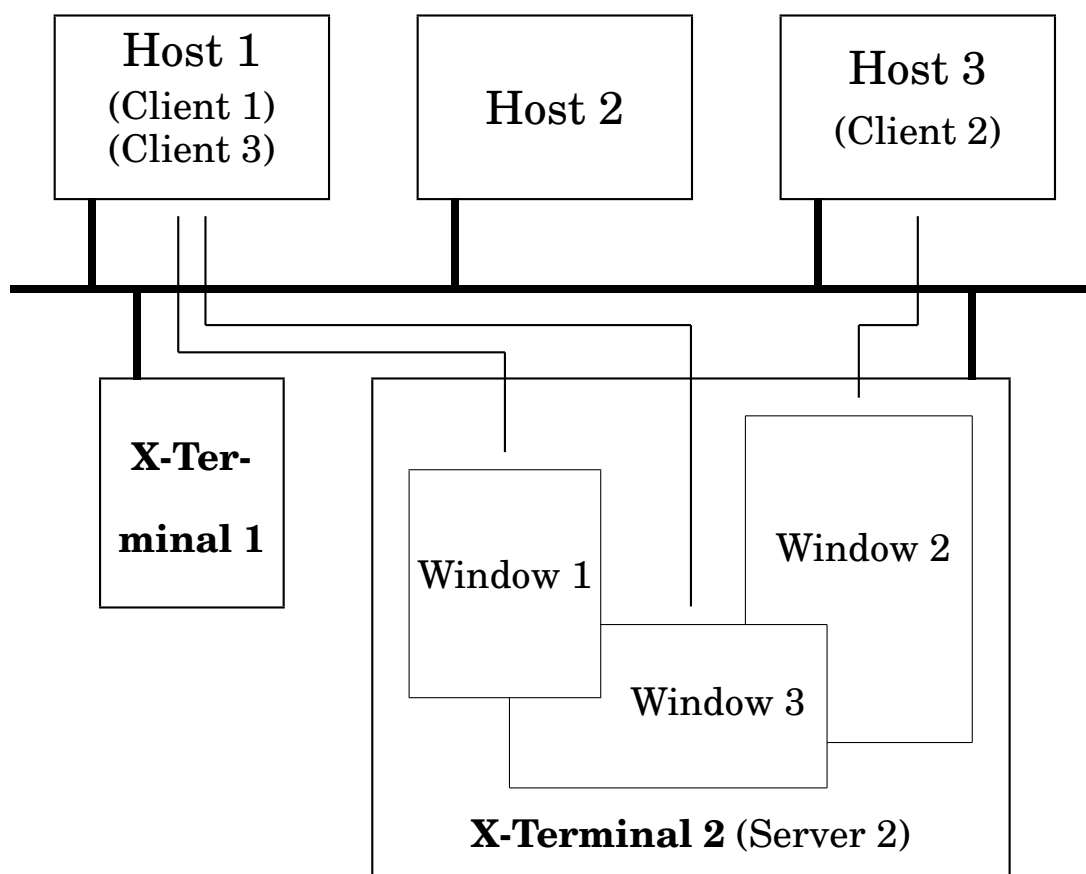 Host 1
(Client 1)
(Client 3)
Host 2
Host 3
(Client 2)
X-Ter-
minal 1
Window 1
Window 2
Window 3
X-Terminal 2 (Server 2)